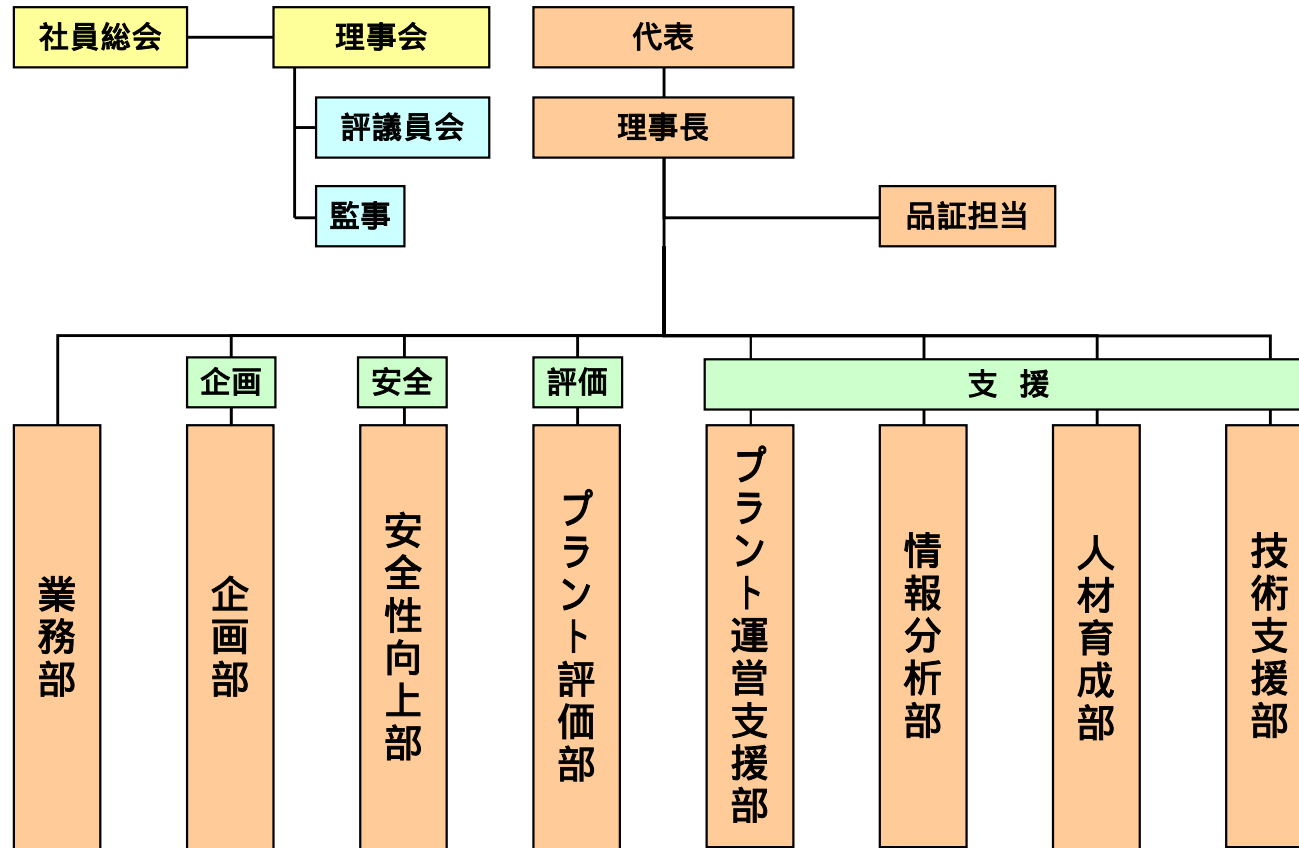 社員総会
理事会
代表
評議員会
理事長
監事
品証担当
企画
安全
評価
支 援
業務部
企画部
安全性向上部
プラント評価部
プラント運営支援部
情報分析部
人材育成部
技術支援部